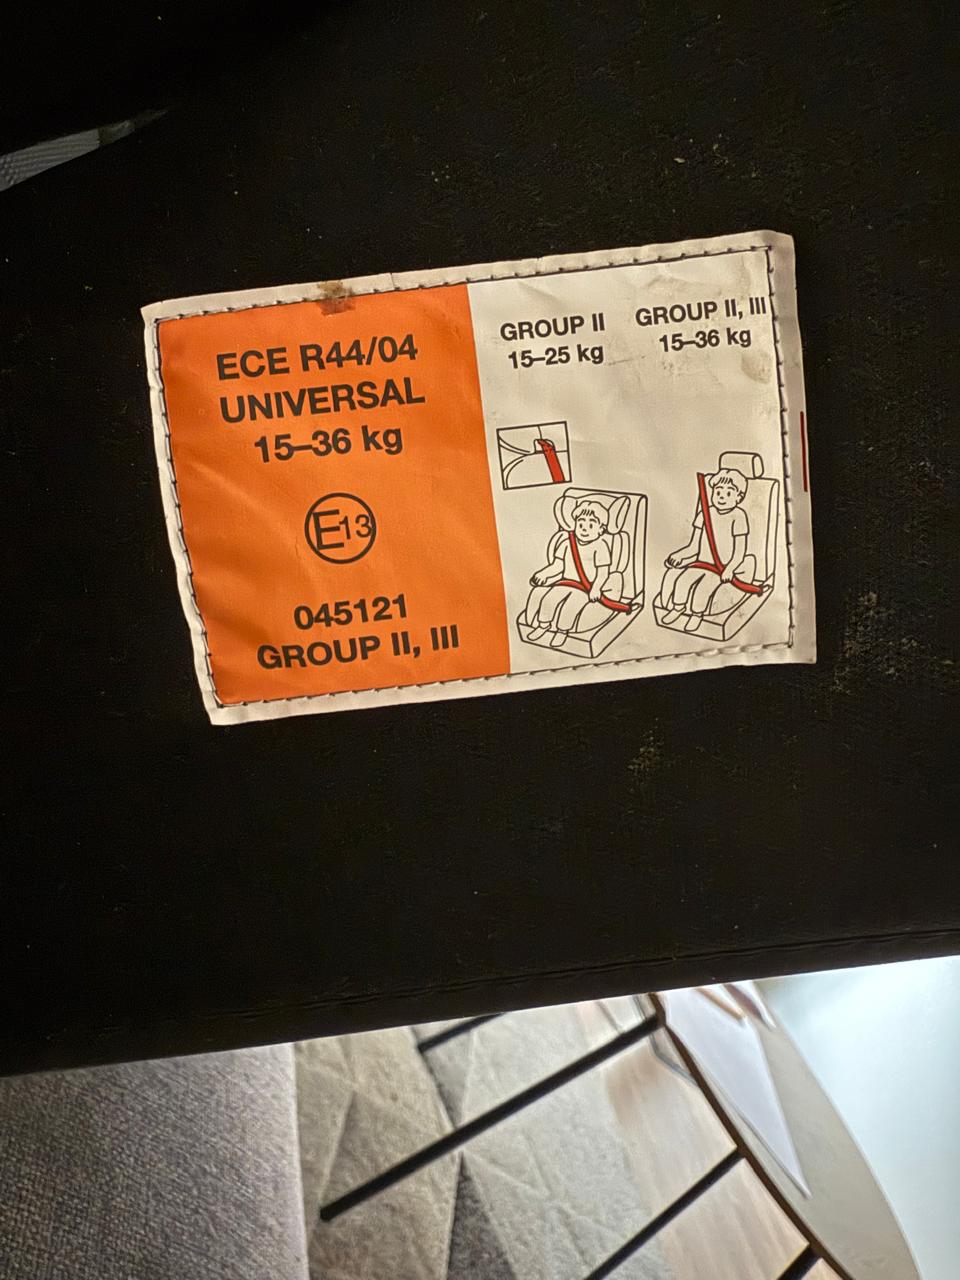 ECE R44/04
UNIVERSAL
15–36 kg
E13
045121
GROUP II, III
GROUP II
15–25 kg
GROUP II, III
15–36 kg